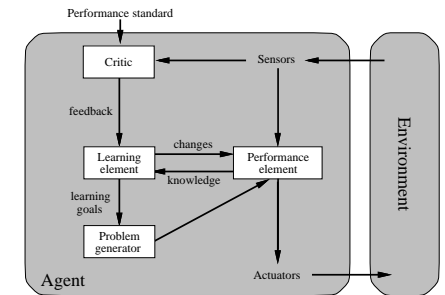 Performance standard
Critic
Sensors
feedback
changes
Learning
element
Performance
element
knowledge
learning
goals
Problem
generator
Agent
Actuators
Environment